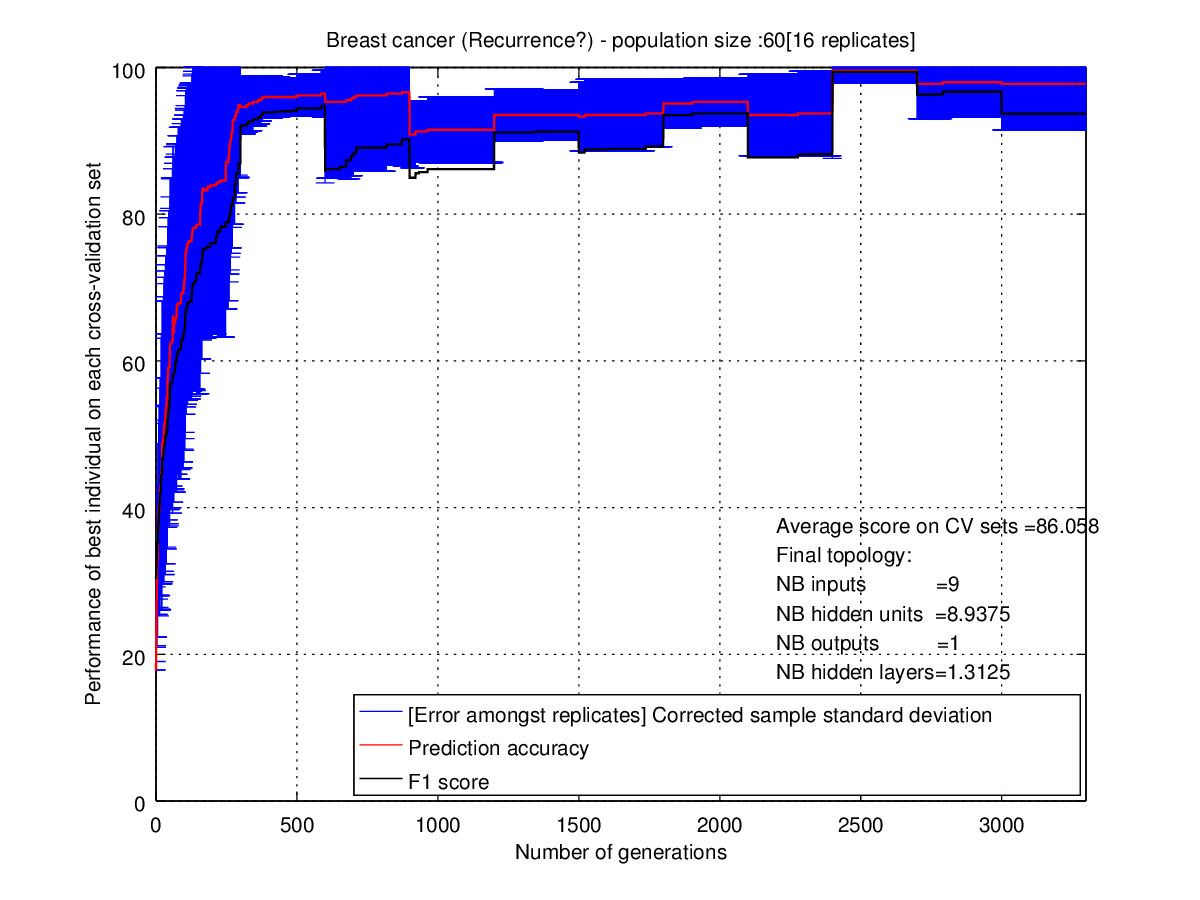 Breast cancer (Recurrence?) - population size :60[16 replicates]
Performance of best individual on each cross-validation set
100
80
60
40
20
0
Average score on CV sets =86.058
Final topology:
NB inputs =9
NB hidden units =8.9375
NB outputs =1
NB hidden layers=1.3125
[Error amongst replicates] Corrected sample standard deviation
Prediction accuracy
F1 score
0 500 1000 1500 2000 2500 3000
Number of generations